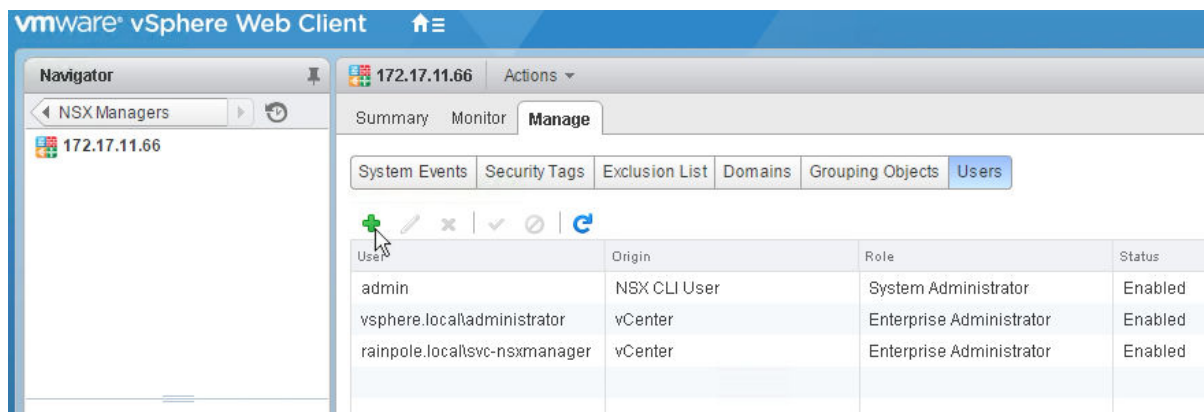 vmware® vSphere Web Client
Navigator
NSX Managers
172.17.11.66
172.17.11.66 Actions
Summary Monitor Manage
System Events Security Tags Exclusion List Domains Grouping Objects Users
User Origin Role Status
admin NSX CLI User System Administrator Enabled
vsphere.local\administrator vCenter Enterprise Administrator Enabled
rainpole.local\svc-nsxmanager vCenter Enterprise Administrator Enabled